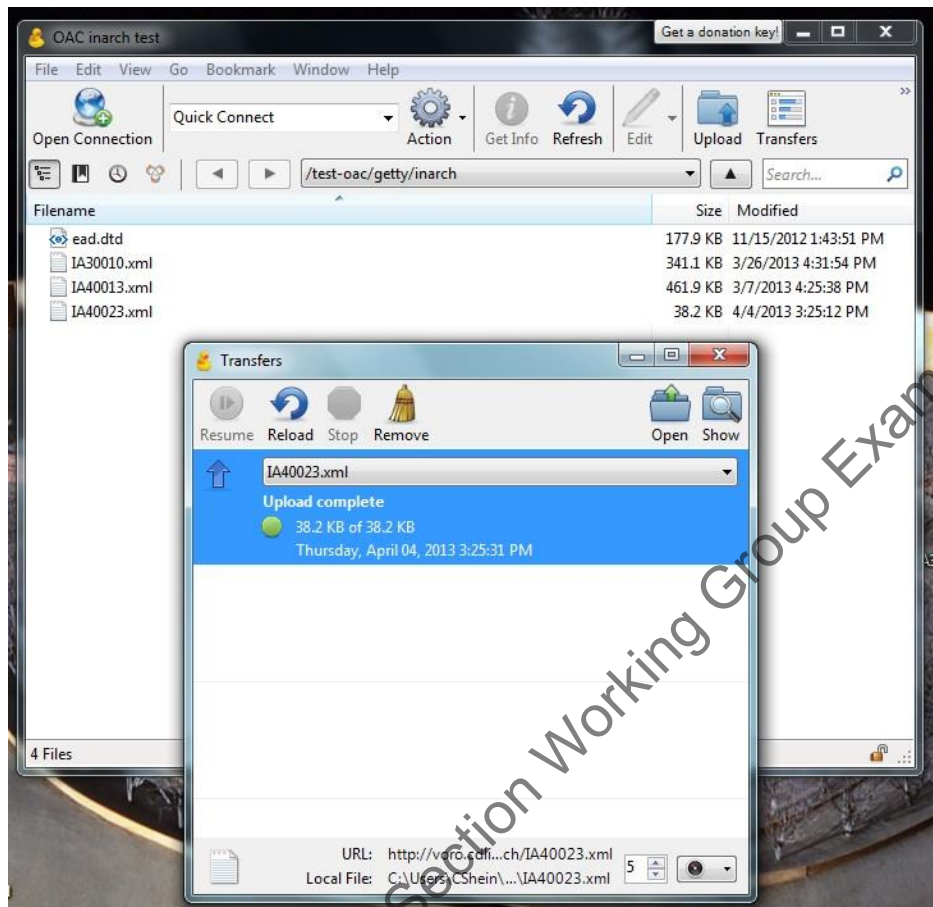 OAC inarch test
Get a donation key!
File Edit View Go Bookmark Window Help
Open Connection
Quick Connect
Action
Get Info
Refresh
Edit
Upload
Transfers
/test-oac/getty/inarch
Search...
Filename Size Modified
ead.dtd 177.9 KB 11/15/2012 1:43:51 PM
IA30010.xml 341.1 KB 3/26/2013 4:31:54 PM
IA40013.xml 461.9 KB 3/7/2013 4:25:38 PM
IA40023.xml 38.2 KB 4/4/2013 3:25:12 PM
Transfers
Resume Reload Stop Remove Open Show
IA40023.xml
Upload complete
38.2 KB of 38.2 KB
Thursday, April 04, 2013 3:25:31 PM
4 Files
URL: http://voro.cdli...ch/IA40023.xml
5
Local File: C:\Users\CShein\...\IA40023.xml
Section Working Group Exam